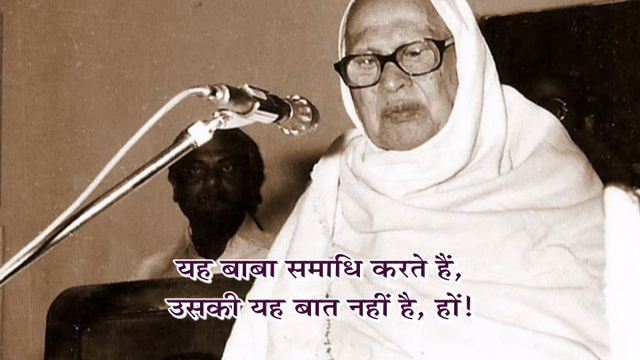 यह बाबा समाधि करते हैं,
उसकी यह बात नहीं है, हों!